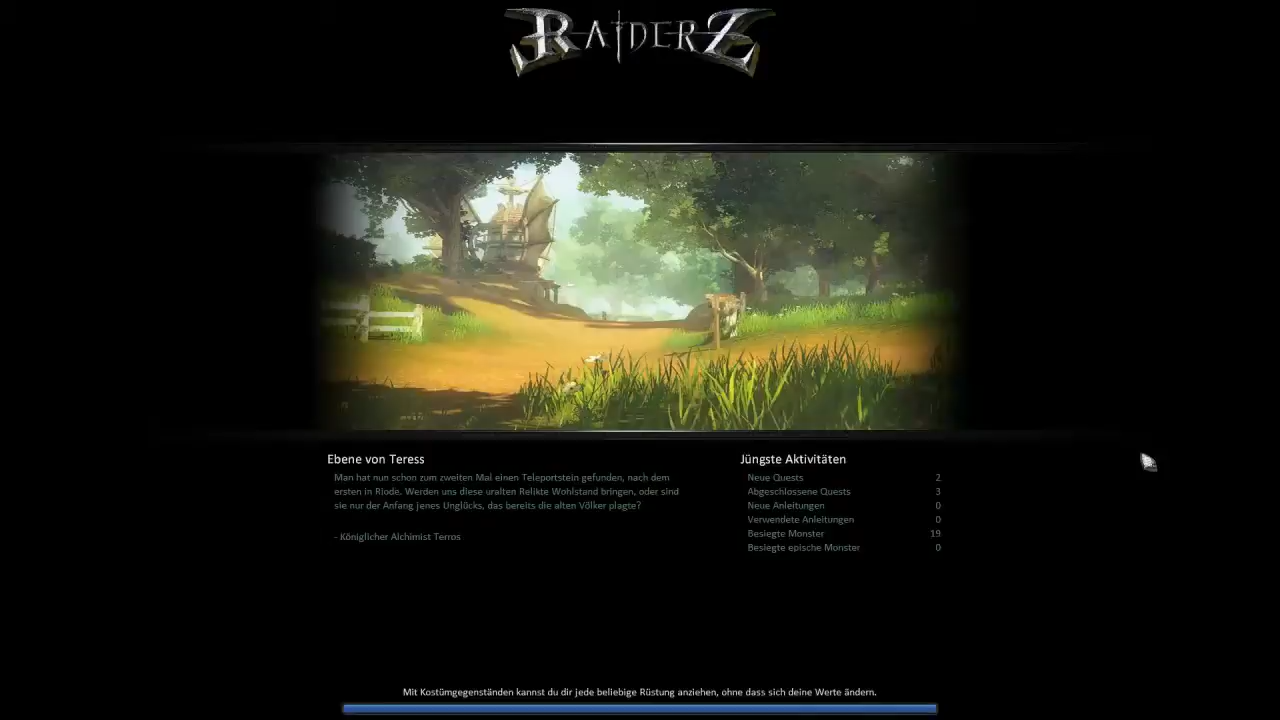 RAIDERZ
Ebene von Teress
Man hat nun schon zum zweiten Mal einen Teleportstein gefunden, nach dem
ersten in Riode. Werden uns diese uralten Relikte Wohlstand bringen, oder sind
sie nur der Anfang jenes Unglücks, das bereits die alten Völker plagte?
- Königlicher Alchimist Terros
Jüngste Aktivitäten
Neue Quests 2
Abgeschlossene Quests 3
Neue Anleitungen 0
Verwendete Anleitungen 0
Besiegte Monster 19
Besiegte epische Monster 0
Mit Kostümgegenständen kannst du dir jede beliebige Rüstung anziehen, ohne dass sich deine Werte ändern.